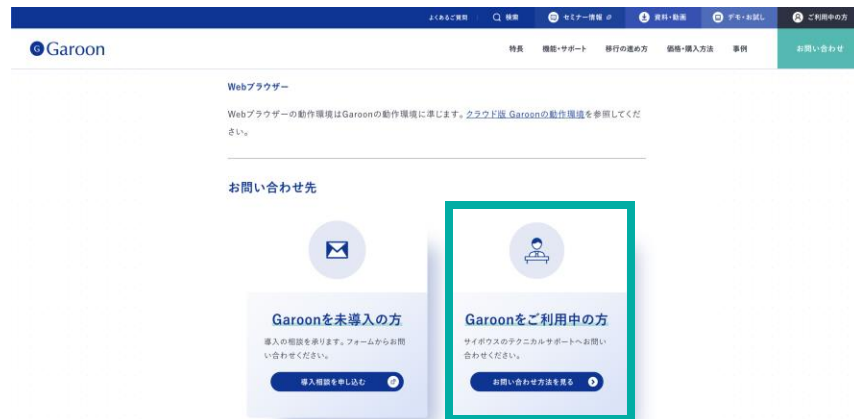 よくあるご質問 検索 セミナー情報 資料・動画 デモ・お試し ご利用中の方
G Garoon 特長 機能・サポート 移行の進め方 価格・購入方法 事例 お問い合わせ
Webブラウザー
Webブラウザーの動作環境はGaroonの動作環境に準じます。クラウド版 Garoonの動作環境を参照してくだ
さい。
お問い合わせ先
Garoonを未導入の方
導入の相談を承ります。フォームからお問
い合わせください。
導入相談を申し込む
Garoonをご利用中の方
サイボウズのテクニカルサポートへお問い
合わせください。
お問い合わせ方法を見る